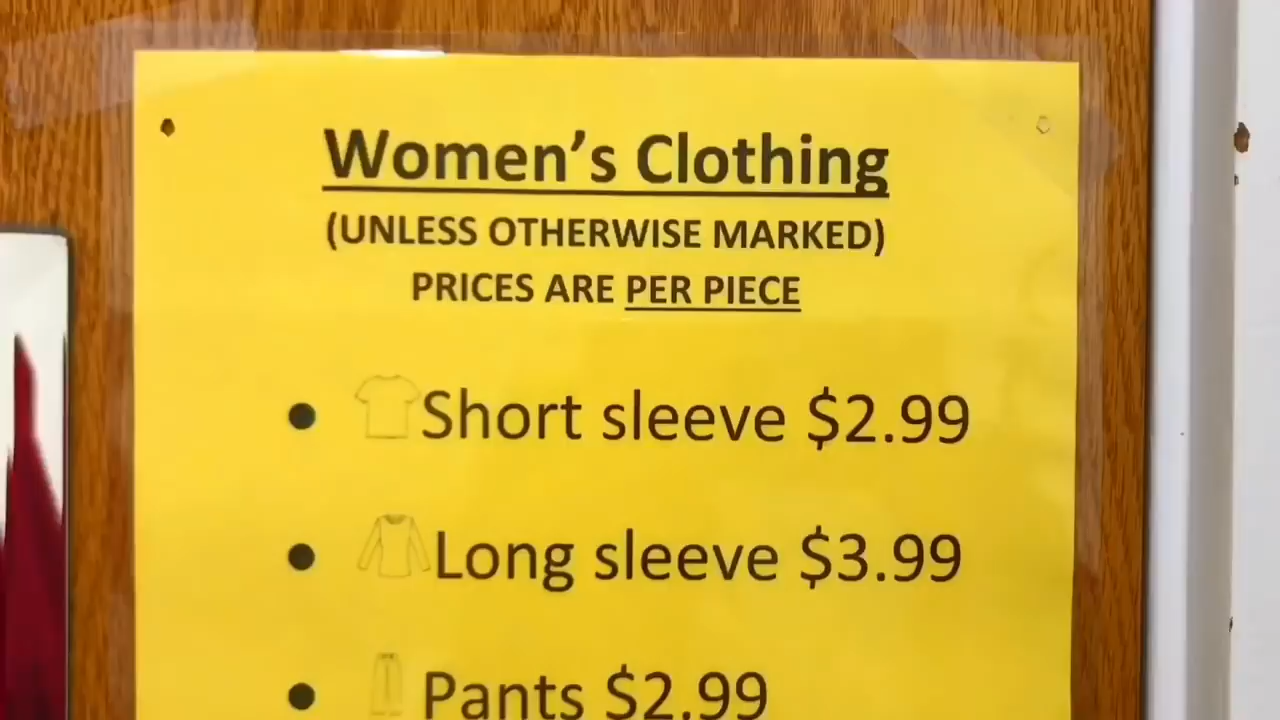 Women's Clothing
(UNLESS OTHERWISE MARKED)
PRICES ARE PER PIECE
• Short sleeve $2.99
• Long sleeve $3.99
• Pants $2.99